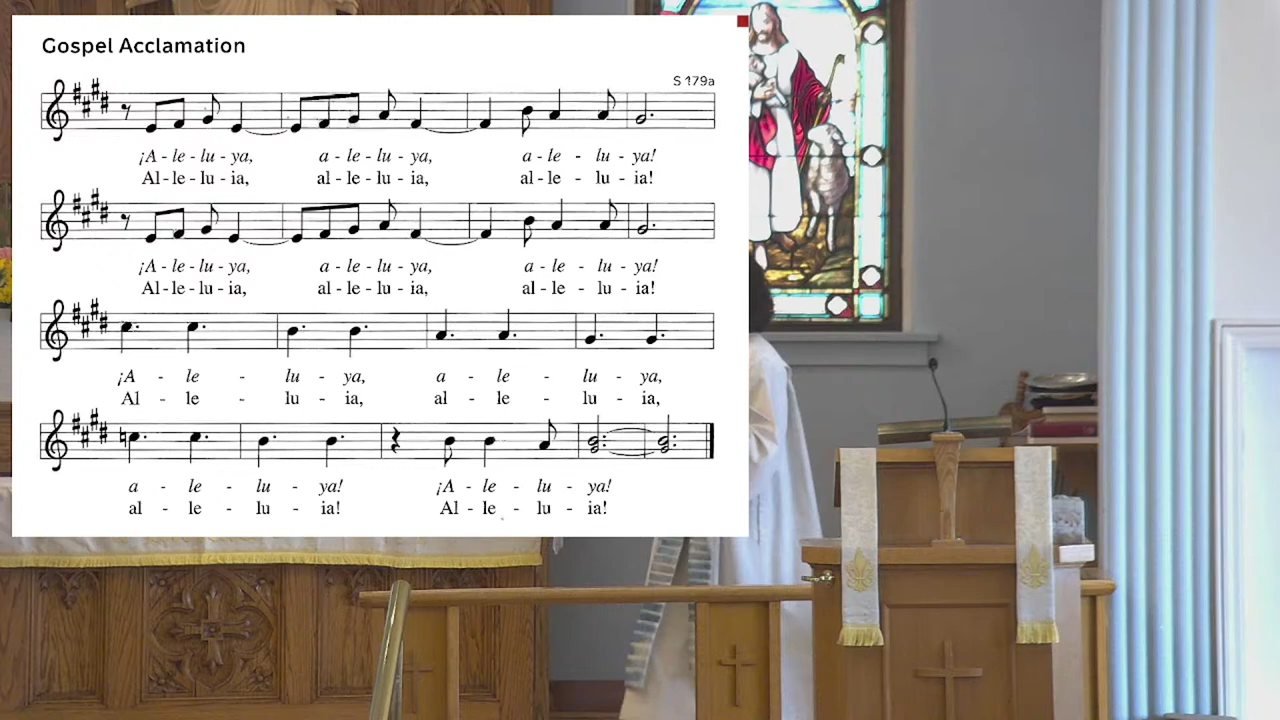 Gospel Acclamation
S 179a
¡A - le - lu - ya, a - le - lu - ya, a - le - lu - ya!
Al - le - lu - ia, al - le - lu - ia, al - le - lu - ia!
¡A - le - lu - ya, a - le - lu - ya, a - le - lu - ya!
Al - le - lu - ia, al - le - lu - ia, al - le - lu - ia!
¡A - le - lu - ya, a - le - lu - ya,
Al - le - lu - ia, al - le - lu - ia,
a - le - lu - ya! ¡A - le - lu - ya!
al - le - lu - ia! Al - le - lu - ia!